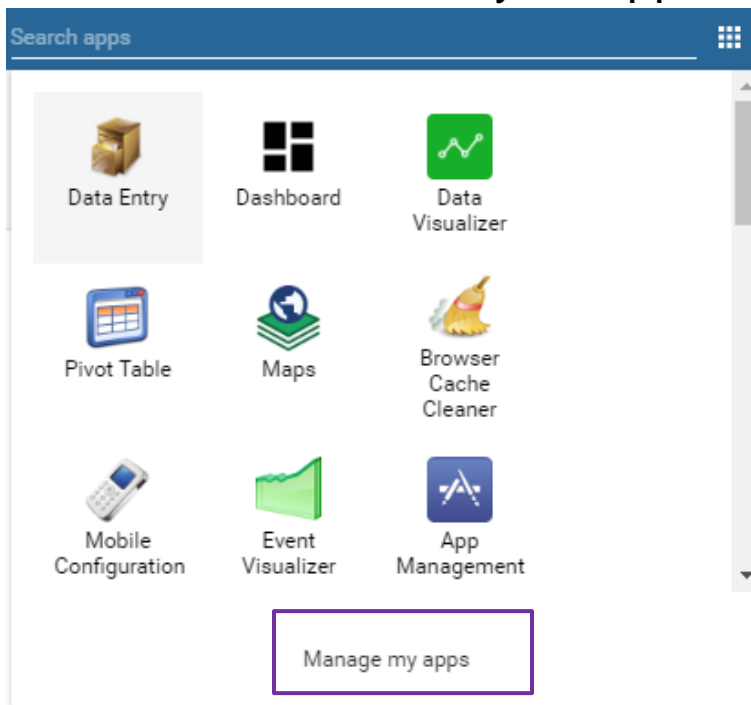 Search apps
Data Entry
Dashboard
Data
Visualizer
Pivot Table
Maps
Browser
Cache
Cleaner
Mobile
Configuration
Event
Visualizer
App
Management
Manage my apps